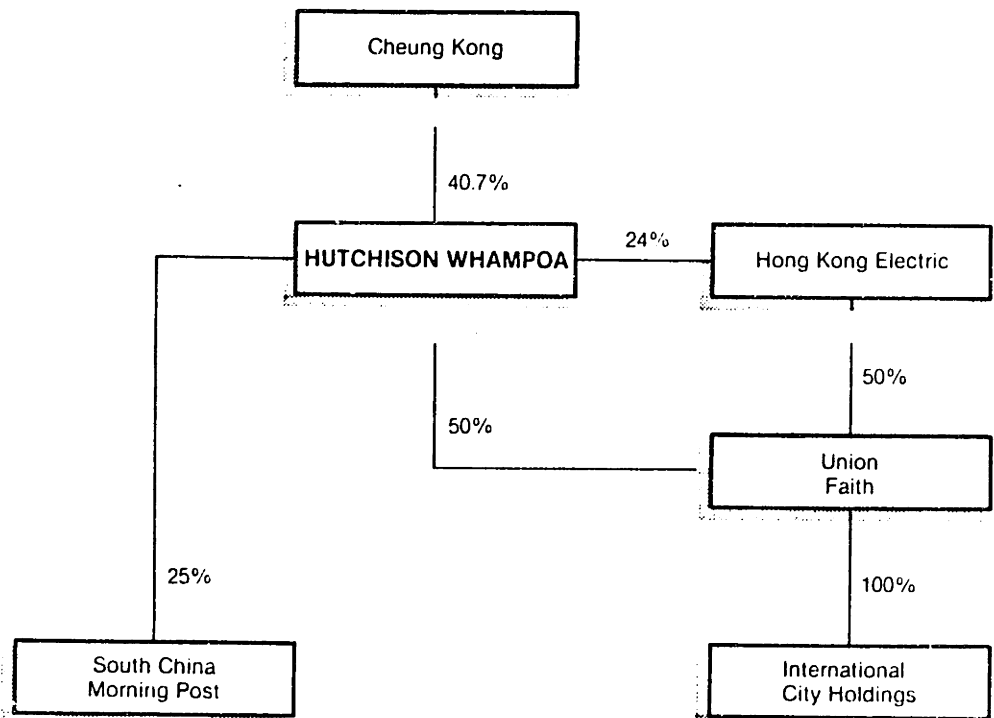 Cheung Kong
40.7%
HUTCHISON WHAMPOA
24%
Hong Kong Electric
50%
50%
Union
Faith
25%
100%
South China
Morning Post
International
City Holdings